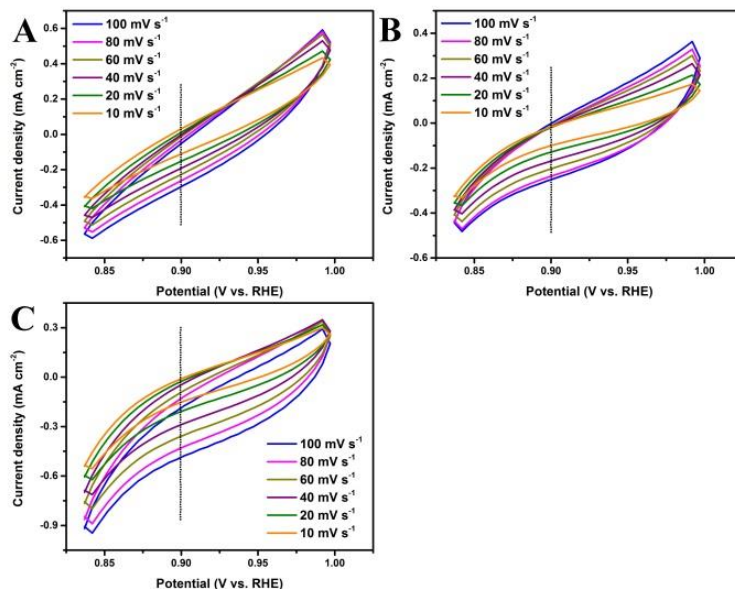 A
100 mV s⁻¹
80 mV s⁻¹
60 mV s⁻¹
40 mV s⁻¹
20 mV s⁻¹
10 mV s⁻¹
0.6
0.4
0.2
0.0
-0.2
-0.4
-0.6
Current density (mA cm⁻²)
0.85 0.90 0.95 1.00
Potential (V vs. RHE)
B
100 mV s⁻¹
80 mV s⁻¹
60 mV s⁻¹
40 mV s⁻¹
20 mV s⁻¹
10 mV s⁻¹
0.4
0.2
0.0
-0.2
-0.4
-0.6
Current density (mA cm⁻²)
0.85 0.90 0.95 1.00
Potential (V vs. RHE)
C
0.3
0.0
-0.3
-0.6
-0.9
Current density (mA cm⁻²)
100 mV s⁻¹
80 mV s⁻¹
60 mV s⁻¹
40 mV s⁻¹
20 mV s⁻¹
10 mV s⁻¹
0.85 0.90 0.95 1.00
Potential (V vs. RHE)